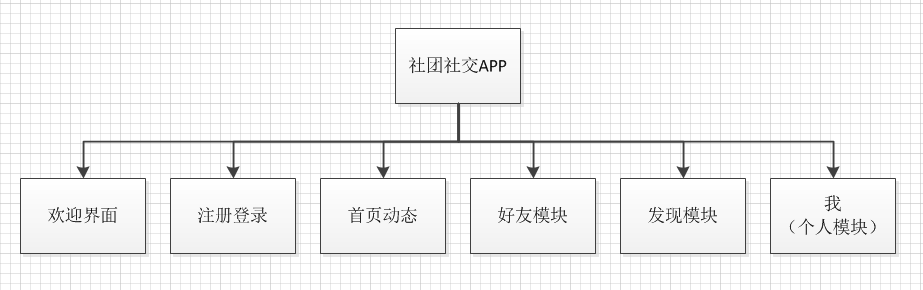 社团社交APP
欢迎界面
注册登录
首页动态
好友模块
发现模块
我
（个人模块）